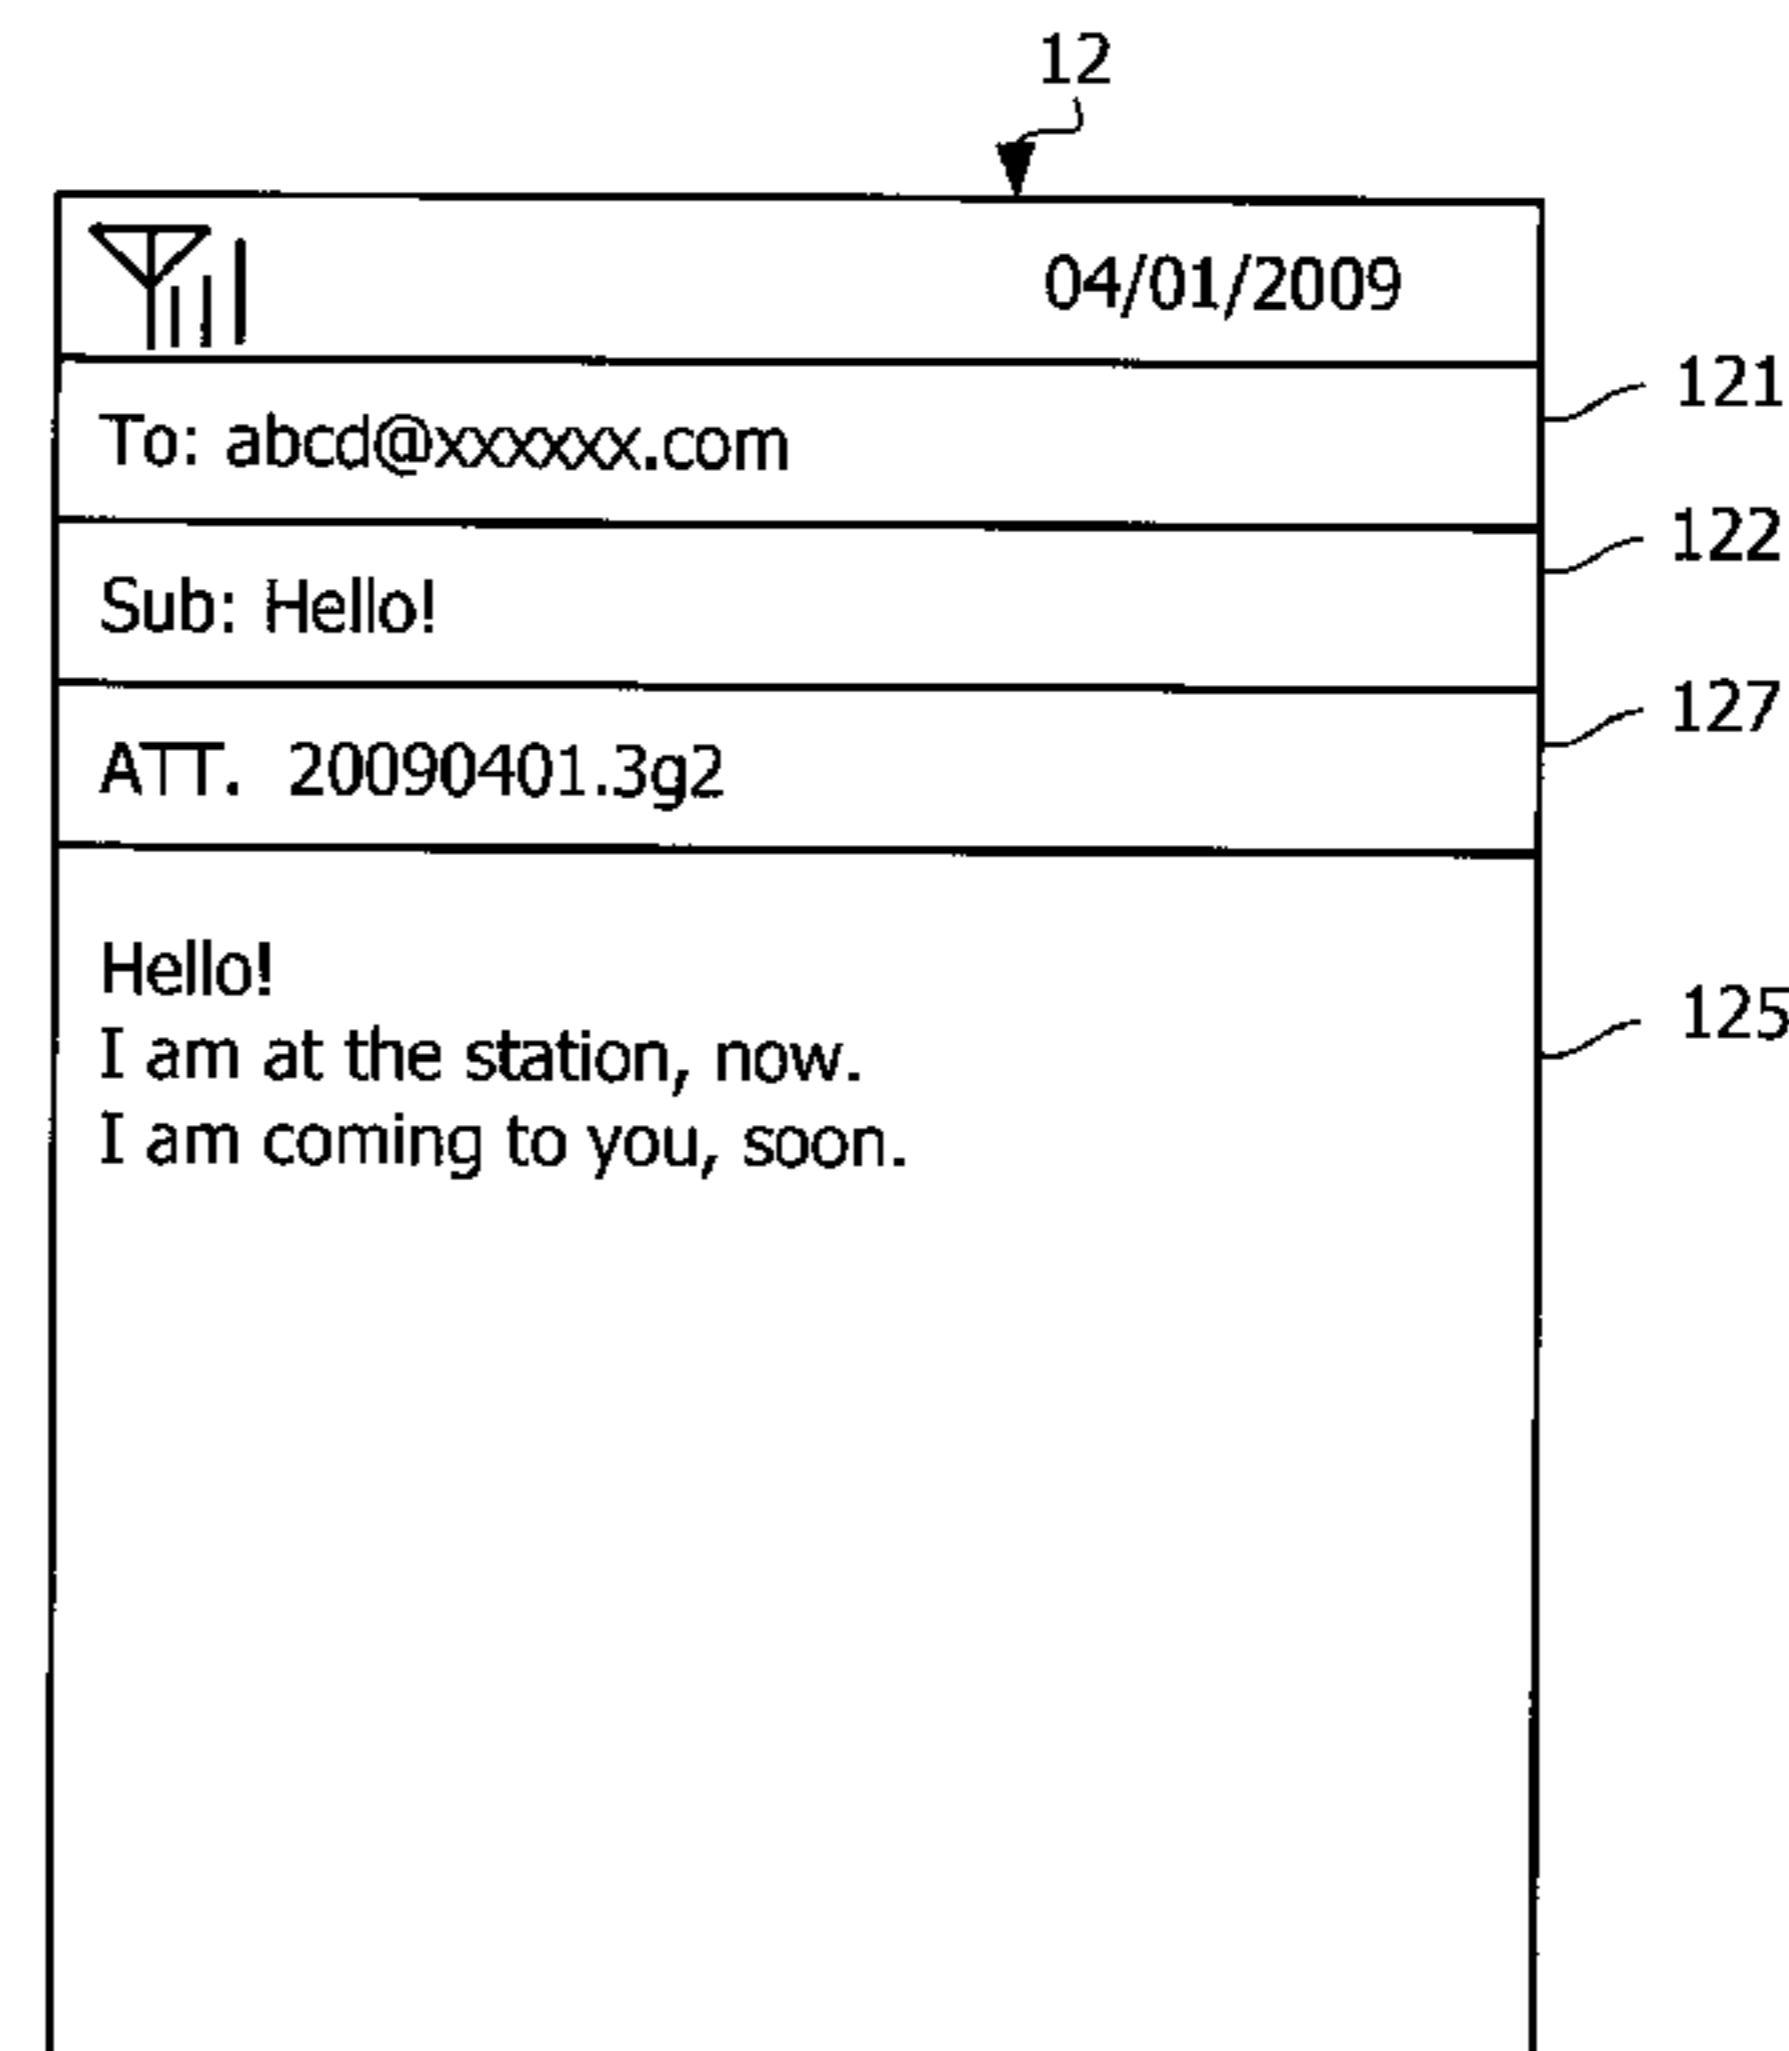 12
04/01/2009
121
To: abcd@xxxxxx.com
122
Sub: Hello!
127
ATT. 20090401.3g2
Hello!
125
I am at the station, now.
I am coming to you, soon.